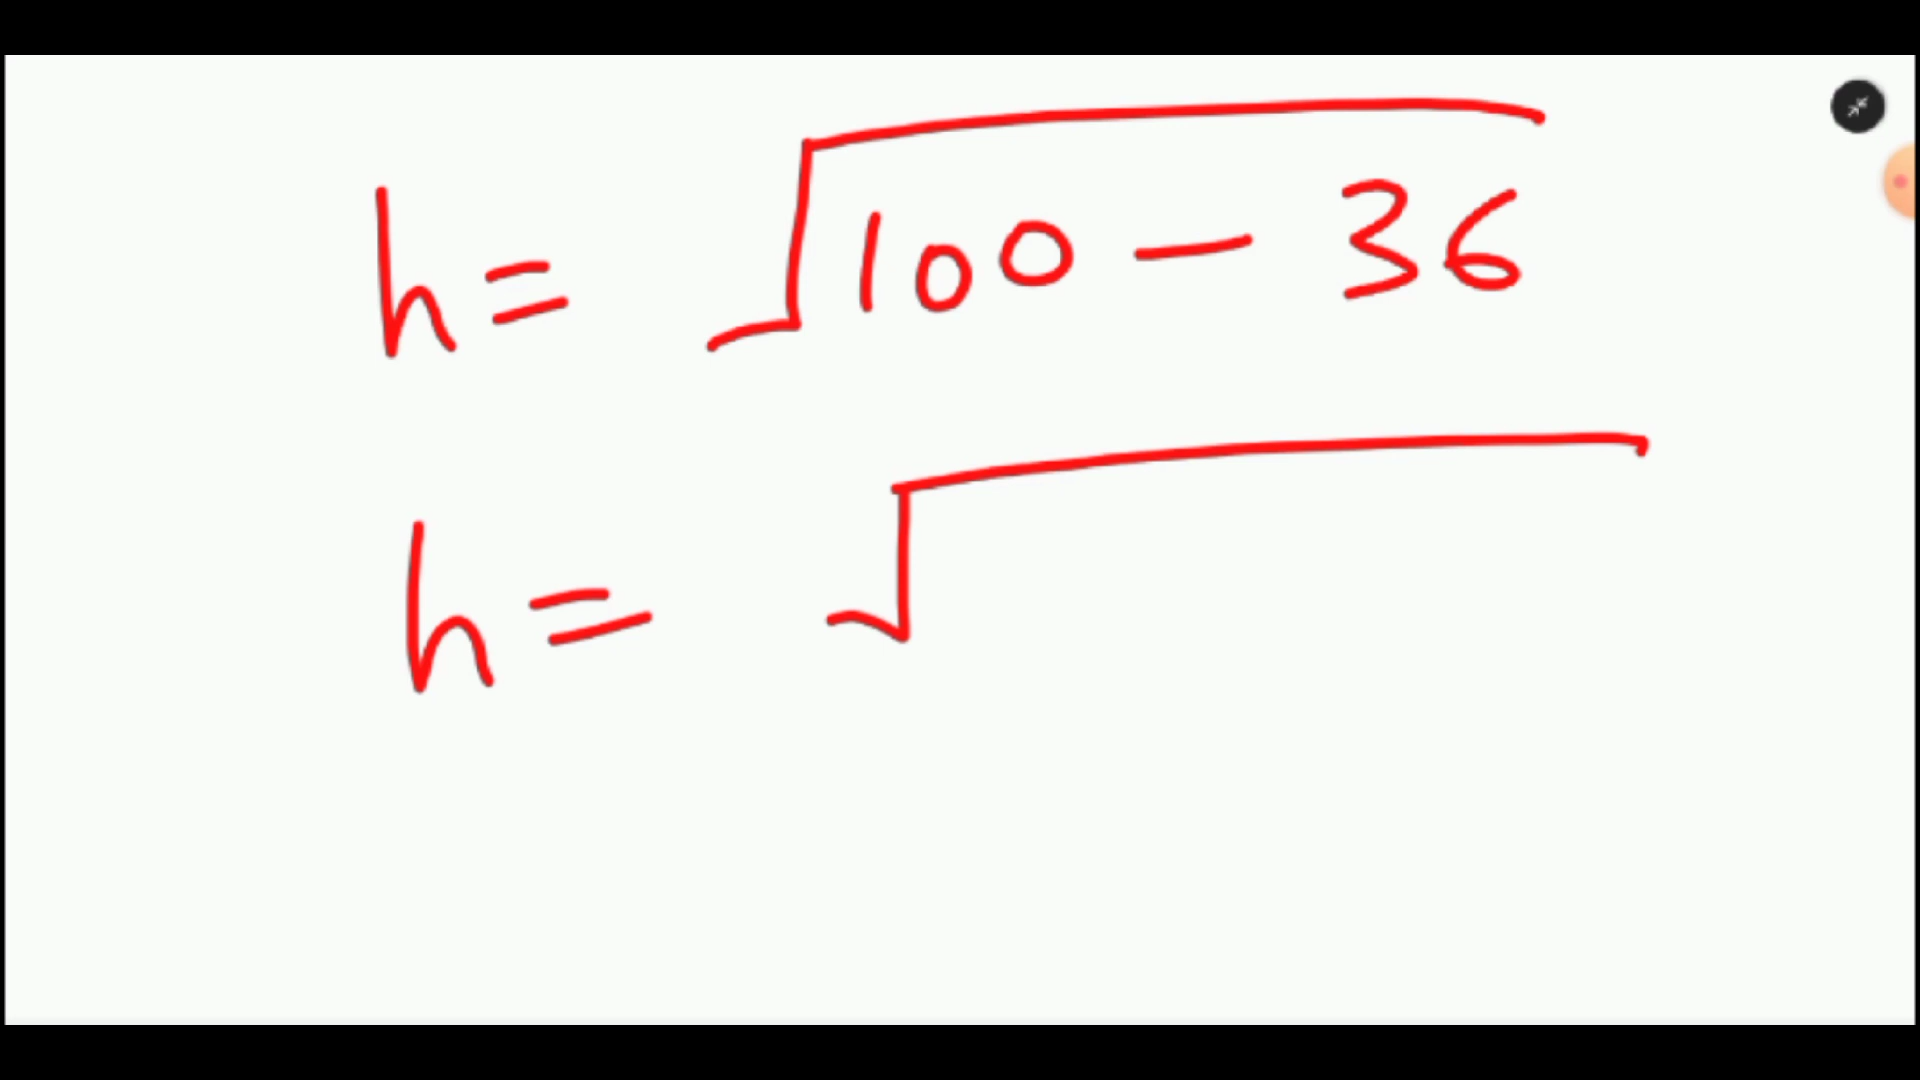 h = √100 - 36
h = √